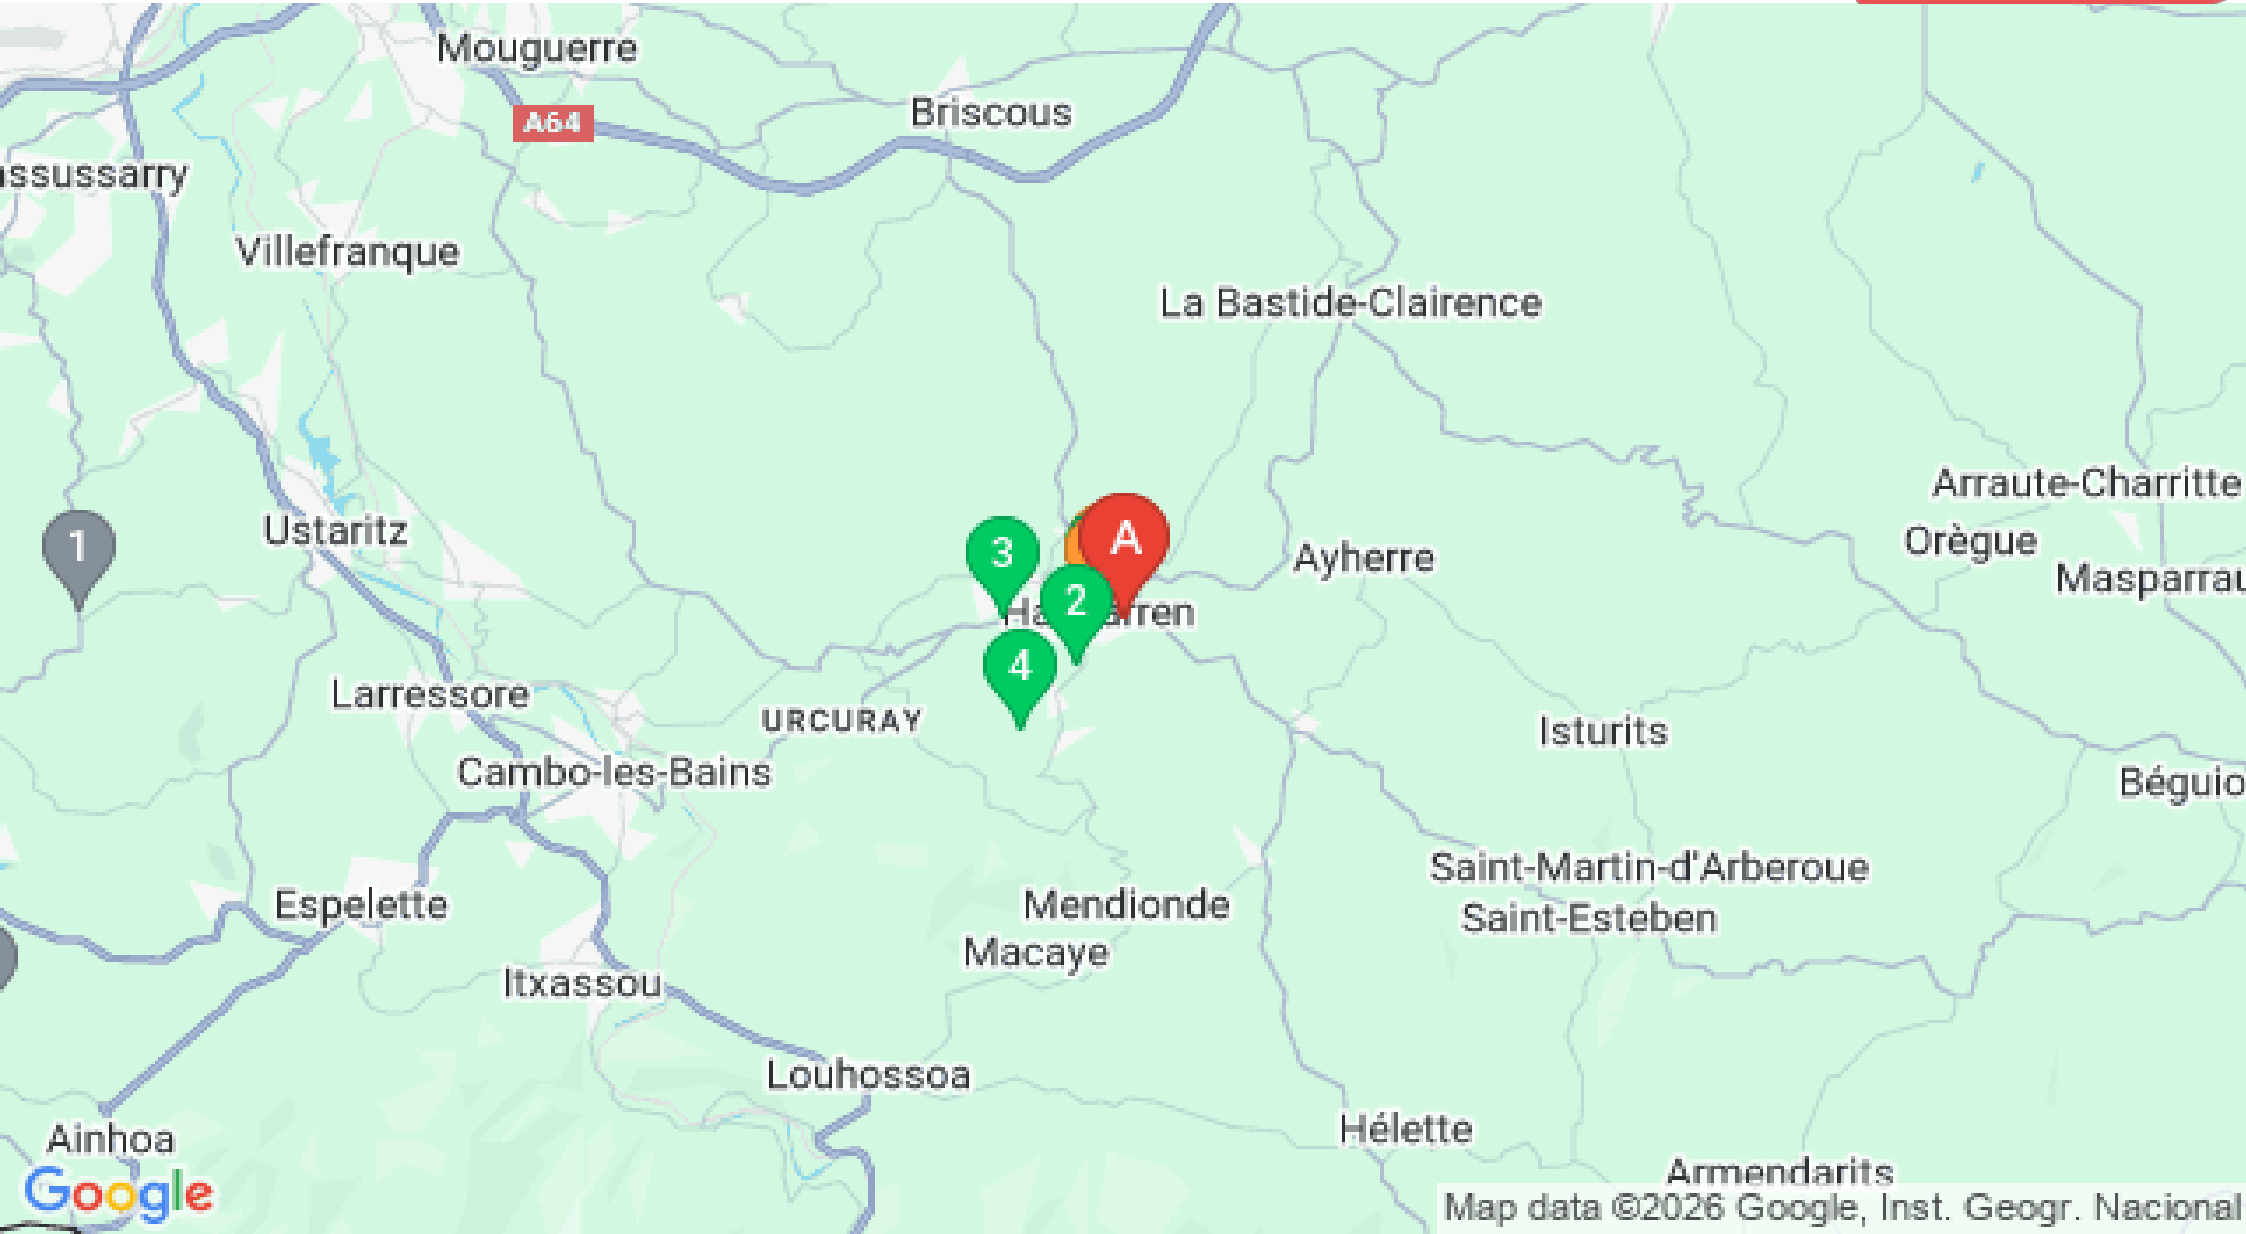 Mouguerre
A64
Briscous
assussarry
Villefranque
La Bastide-Clairence
Arraute-Charritte
1
Ustaritz
3
A
Ayherre
Orègue
Masparrau
2
4
Larressore
URCURAY
Isturits
Cambo-les-Bains
Béguio
Saint-Martin-d'Arberoue
Espelette
Mendionde
Saint-Esteben
Macaye
Itxassou
Louhossoa
Ainhoa
Hélette
Armendarits
Google
Map data ©2026 Google, Inst. Geogr. Nacional